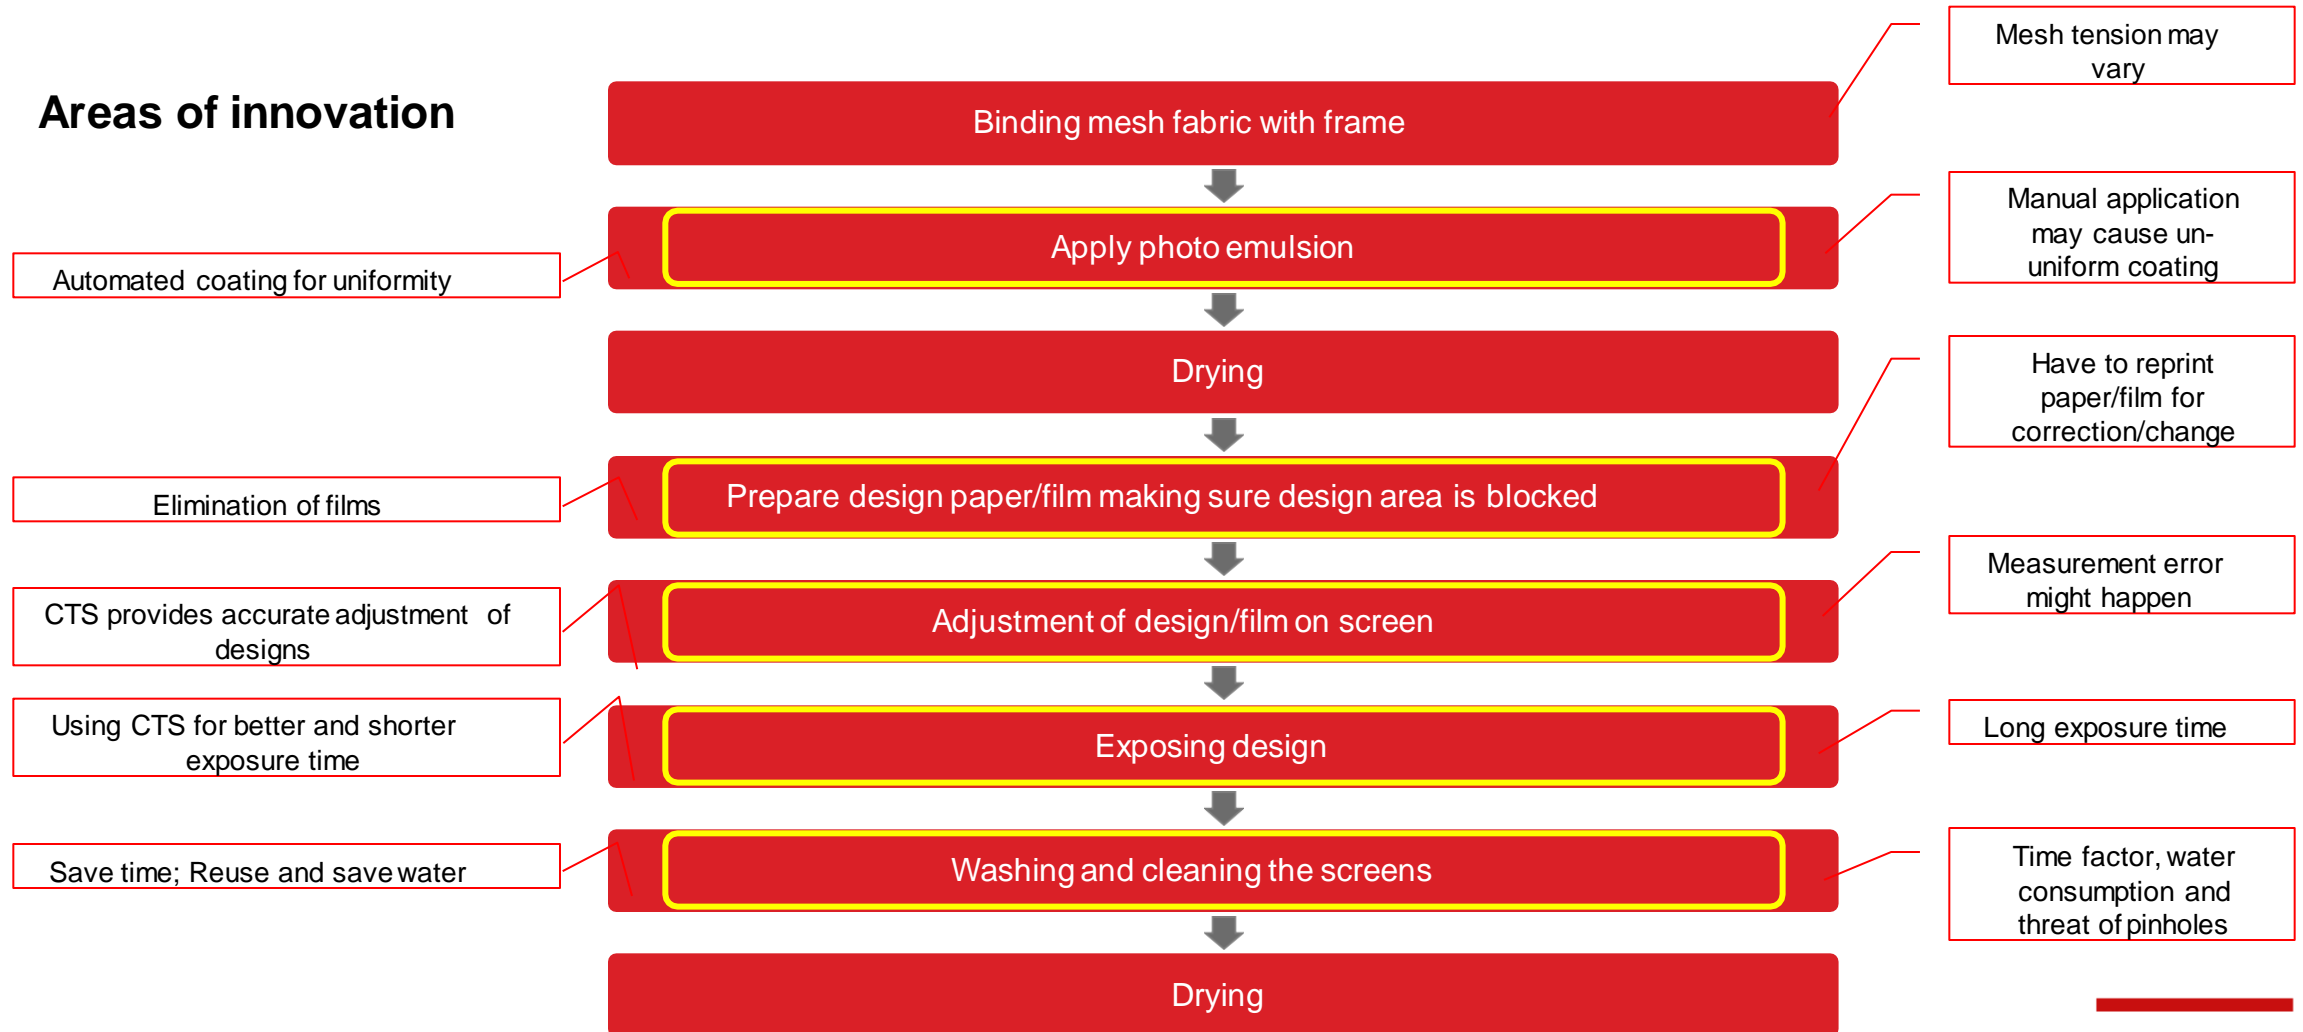 Areas of innovation
Mesh tension may
vary
Binding mesh fabric with frame
Manual application
may cause un-
uniform coating
Apply photo emulsion
Automated coating for uniformity
Drying
Have to reprint
paper/film for
correction/change
Prepare design paper/film making sure design area is blocked
Elimination of films
Measurement error
might happen
Adjustment of design/film on screen
CTS provides accurate adjustment of
designs
Using CTS for better and shorter
exposure time
Exposing design
Long exposure time
Save time; Reuse and save water
Washing and cleaning the screens
Time factor, water
consumption and
threat of pinholes
Drying